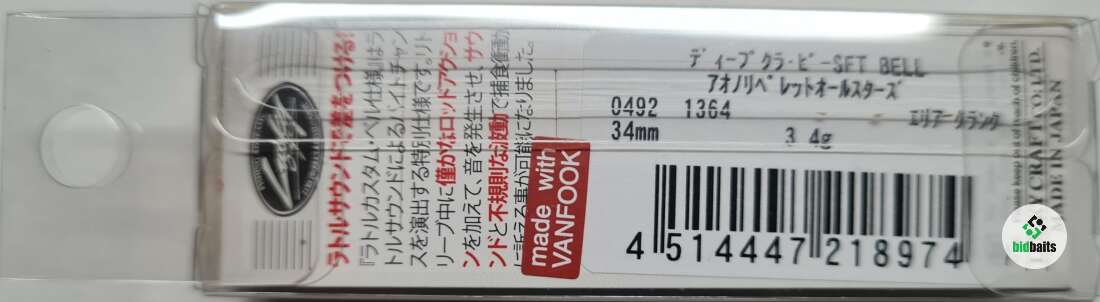 ラトルサウンドで差をつける!
『ラトルカスタム・ベル仕様』はラ
トルサウンドによるバイトチャン
スを演出する特別仕様です。リト
リーブ中に僅かなロッドアクショ
ンを加えて、音を発生させ、サウ
ンドと不規則な波動で捕食衝動
に訴える事が可能になりました。
made with
VANFOOK
ディープクラ・ピーSFT BELL
アオノリペレットオールスターズ
0492 1364
エリアークランク
34mm 3.4g
4 514447 218974
CRAFT CO.,LTD.
MADE IN JAPAN
bidbaits